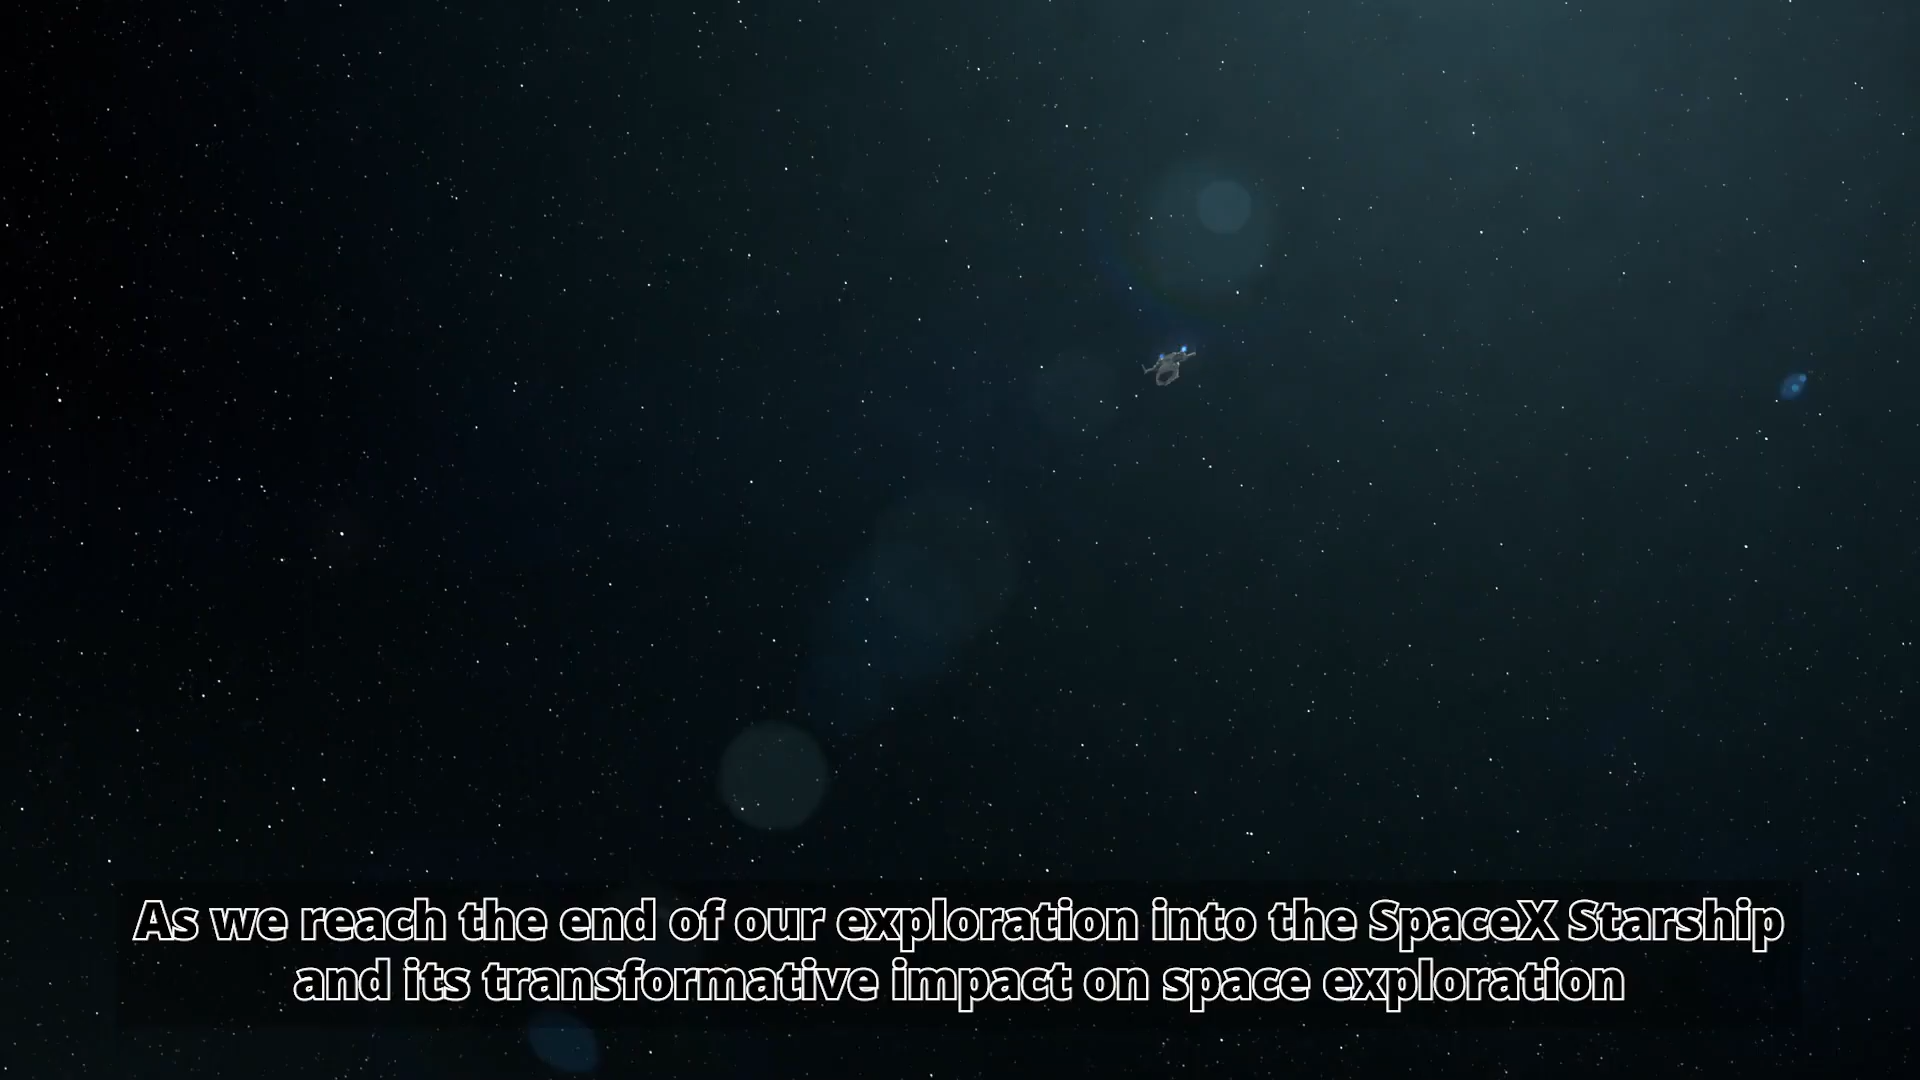 As we reach the end of our exploration into the SpaceX Starship
and its transformative impact on space exploration